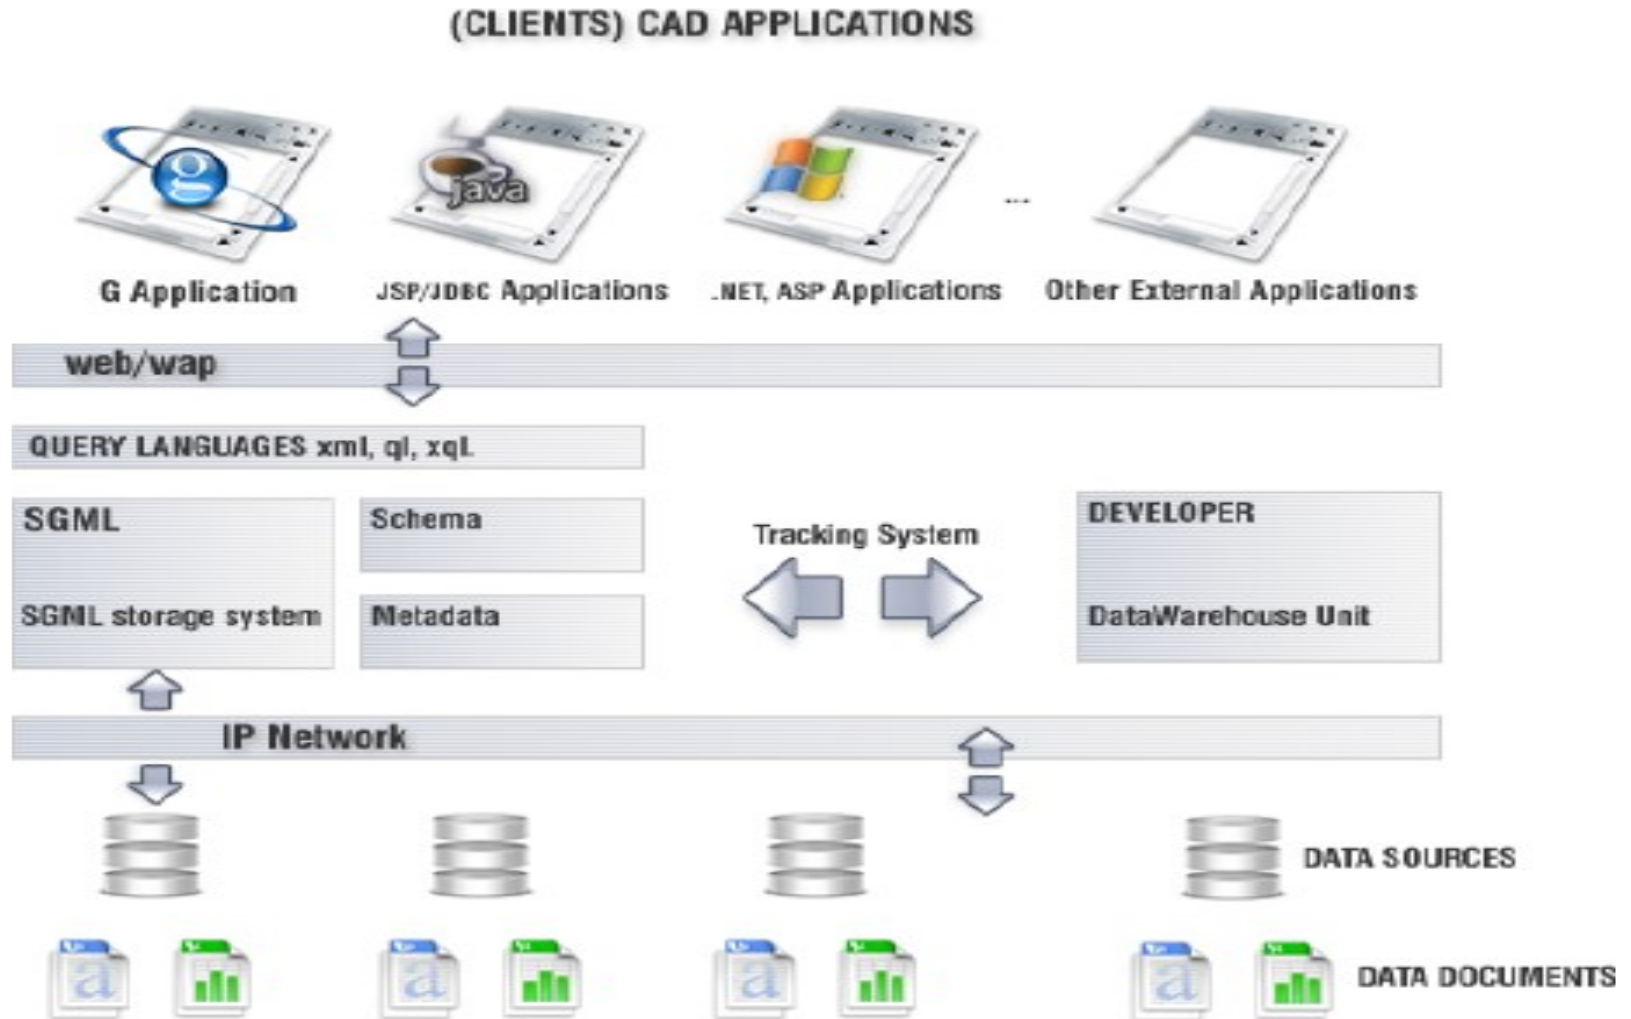 (CLIENTS) CAD APPLICATIONS
g
java
...
G Application
JSP/JDBC Applications
.NET, ASP Applications
Other External Applications
web/wap
QUERY LANGUAGES xml, ql, xqL
SGML
Schema
DEVELOPER
Tracking System
SGML storage system
Metadata
DataWarehouse Unit
IP Network
DATA SOURCES
a
a
a
a
DATA DOCUMENTS